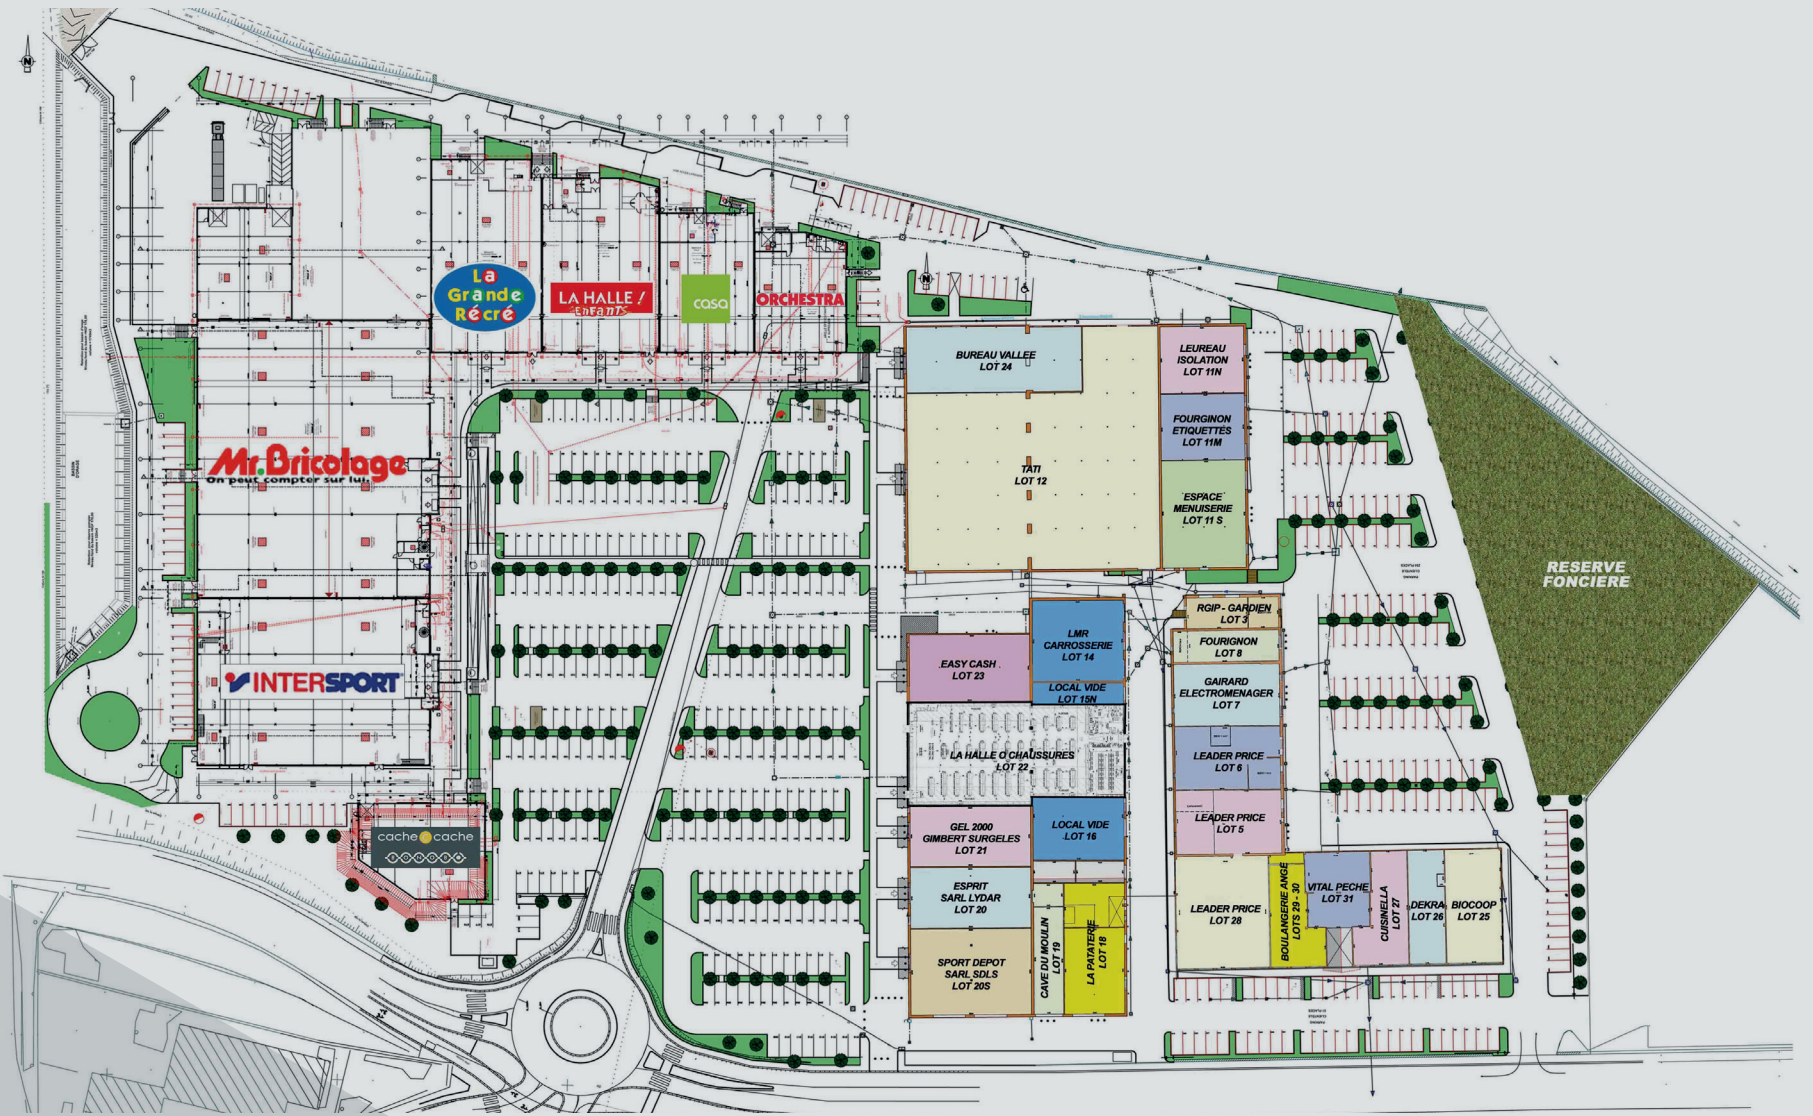 N
La
Grande
Récré
LA HALLE !
ENFANTS
casa
ORCHESTRA
N
Mr.Bricolage
On peut compter sur lui.
INTERSPORT
cache cache
BONOBO
BUREAU VALLEE
LOT 24
TATI
LOT 12
LEUREAU
ISOLATION
LOT 11N
FOURGINON
ETIQUETTES
LOT 11M
ESPACE
MENUISERIE
LOT 11 S
RESERVE
FONCIERE
RGIP - GARDIEN
LOT 3
FOURIGNON
LOT 8
GAIRARD
ELECTROMENAGER
LOT 7
LEADER PRICE
LOT 6
LEADER PRICE
LOT 5
LMR
CARROSSERIE
LOT 14
EASY CASH
LOT 23
LOCAL VIDE
LOT 15N
LA HALLE O CHAUSSURES
LOT 22
LOCAL VIDE
LOT 16
GEL 2000
GIMBERT SURGELES
LOT 21
ESPRIT
SARL LYDAR
LOT 20
SPORT DEPOT
SARL SDLS
LOT 20S
CAVE DU MOULIN
LOT 19
LA PATATERIE
LOT 18
LEADER PRICE
LOT 28
BOULANGERIE ANGE
LOTS 29 - 30
VITAL PECHE
LOT 31
CUISINELLA
LOT 27
DEKRA
LOT 26
BIOCOOP
LOT 25